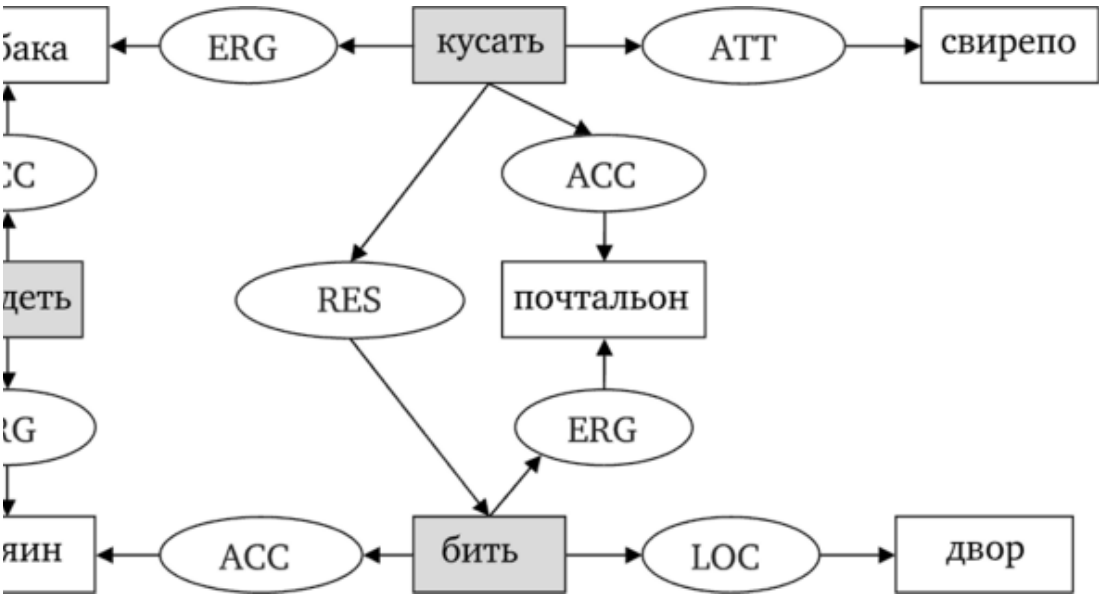 бака ERG кусать ATT свирепо
CC ACC
деть RES почтальон
RG ERG
яин ACC бить LOC двор